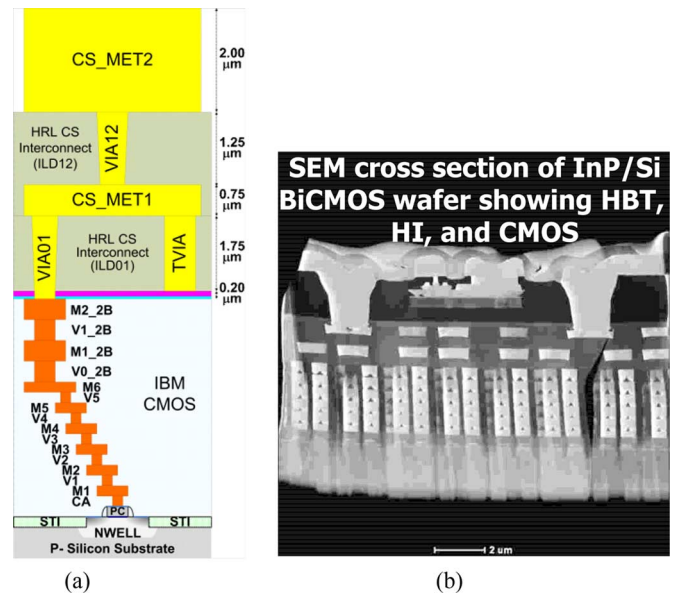 CS_MET2
2.00
µm
HRL CS
Interconnect
(ILD12)
VIA12
1.25
µm
CS_MET1
0.75
µm
VIA01
HRL CS
Interconnect
(ILD01)
TVIA
1.75
µm
0.20
µm
M2_2B
V1_2B
M1_2B
V0_2B
M6
V5
M5
V4
M4
V3
M3
V2
M2
V1
M1
CA
IBM
CMOS
PC
STI
STI
NWELL
P- Silicon Substrate
(a)
SEM cross section of InP/Si
BiCMOS wafer showing HBT,
HI, and CMOS
2 um
(b)